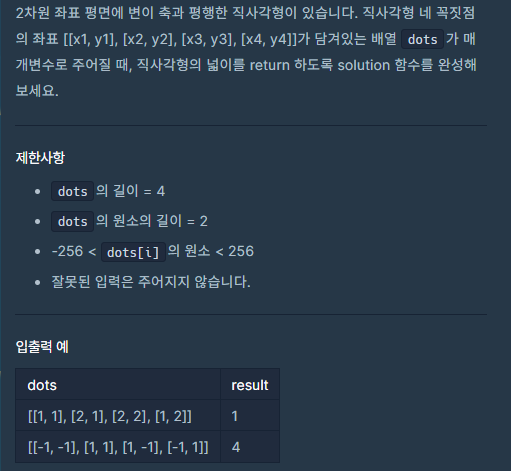 2차원 좌표 평면에 변이 축과 평행한 직사각형이 있습니다. 직사각형 네 꼭짓점
의 좌표 [[x1, y1], [x2, y2], [x3, y3], [x4, y4]]가 담겨있는 배열 dots 가 매
개변수로 주어질 때, 직사각형의 넓이를 return 하도록 solution 함수를 완성해
보세요.
제한사항
• dots 의 길이 = 4
• dots 의 원소의 길이 = 2
• -256 < dots[i] 의 원소 < 256
• 잘못된 입력은 주어지지 않습니다.
입출력 예
dots result
[[1, 1], [2, 1], [2, 2], [1, 2]] 1
[[-1, -1], [1, 1], [1, -1], [-1, 1]] 4